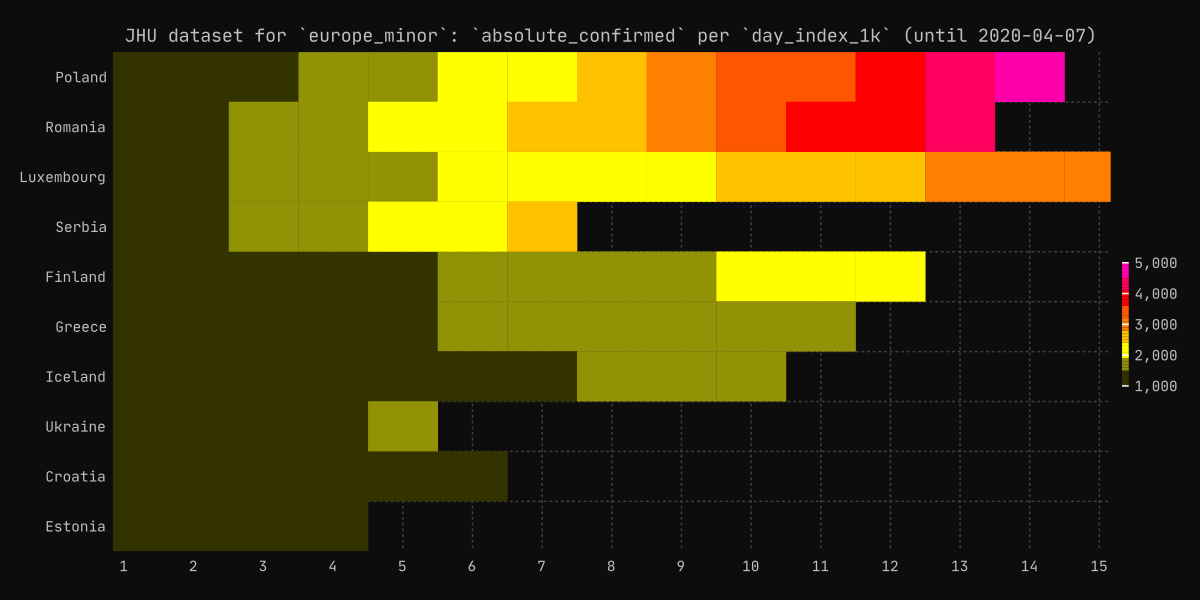 JHU dataset for `europe_minor`: `absolute_confirmed` per `day_index_1k` (until 2020-04-07)
Poland
Romania
Luxembourg
Serbia
Finland
Greece
Iceland
Ukraine
Croatia
Estonia
1 2 3 4 5 6 7 8 9 10 11 12 13 14 15
5,000
4,000
3,000
2,000
1,000